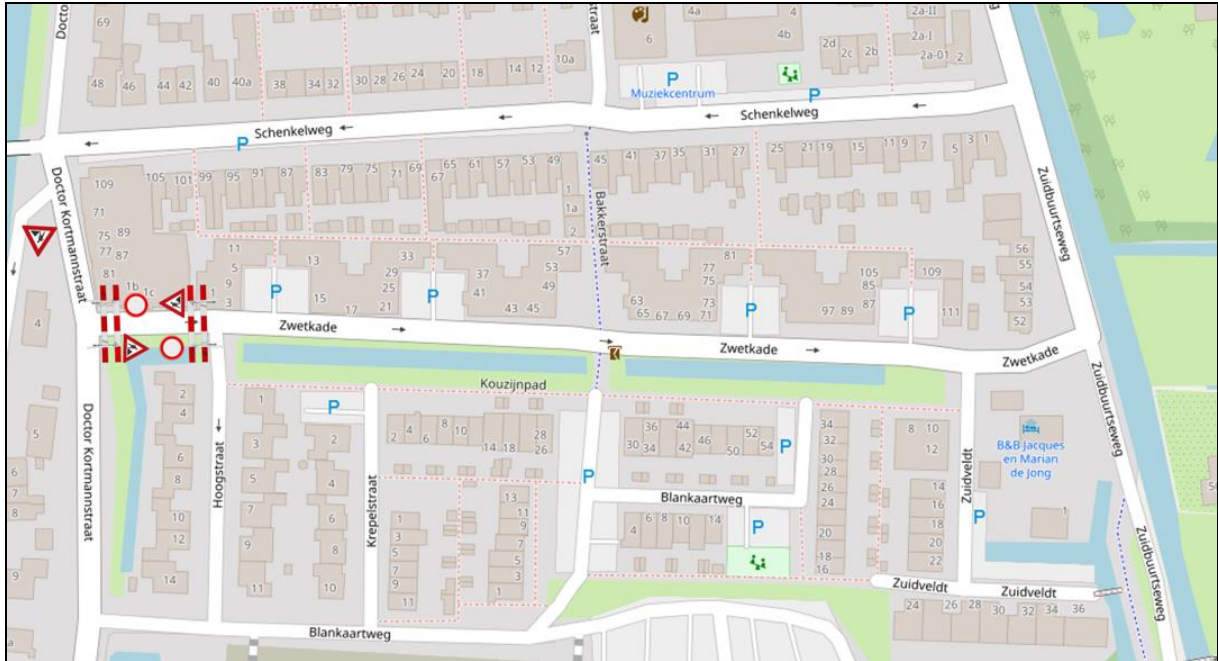 Docto
69
48 46 44 42 40 40a
38 34 32 30 28 26 24 20 18 14 12 10a
kerstraat
6
4a 4
4b
2d 2c 2b
2a-II
2a-I
2a-01 2
P
Muziekcentrum
P
Schenkelweg
Schenkelweg
P
Doctor Kortmannstraat
109 105 101 99 95 91 87 83 79 75 71 69 67 65 61 57 53 49
1
1a
2
45 41 37 35 31 27 25 21 19 15 11 9 7 5 3 1
Bakkerstraat
Zuidbuurtseweg
71
75 89
77 87
81
1b 1c 1
11
5
9
3
13
15
17
33
29
25
21
37
41
43 45
57
53
49
63
65 67 69
81
77
75
73
71
105
85
97 89
109
111
56
55
54
53
52
P
P
P
P
4
Zwetkade
Zwetkade
Zwetkade
Kouzijnpad
Doctor Kortmannstraat
Hoogstraat
Krepelstraat
Zuidveldt
Zuidbuurtseweg
2
4
8
10
12
14
1
3
5
7
9
11
2
4
6
8
10
P
2 4 6 8 10 14 18 28 26
30 34 36 44 42 46 50 52 54
P
P
Blankaartweg
4 6 8 10 14
P
34
32
30
28
26
24
20
18
16
8 10
12
14
16
18
20
22
B&B Jacques
en Marian
de Jong
P
1
5
6
7
9
1
3
5
7
9
11
13
11
9
7
5
3
1
Zuidveldt
Zuidveldt
24 26 28 30 32 34 36
Zuidbuurtseweg
Blankaartweg